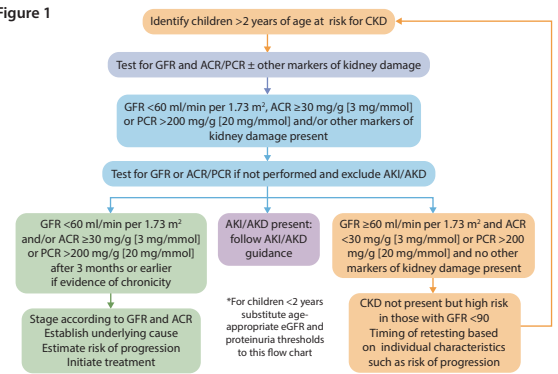 Figure 1
Identify children >2 years of age at risk for CKD
Test for GFR and ACR/PCR ± other markers of kidney damage
GFR <60 ml/min per 1.73 m², ACR ≥30 mg/g [3 mg/mmol]
or PCR >200 mg/g [20 mg/mmol] and/or other markers of
kidney damage present
Test for GFR or ACR/PCR if not performed and exclude AKI/AKD
GFR <60 ml/min per 1.73 m²
and/or ACR ≥30 mg/g [3 mg/mmol]
or PCR >200 mg/g [20 mg/mmol]
after 3 months or earlier
if evidence of chronicity
AKI/AKD present:
follow AKI/AKD
guidance
GFR ≥60 ml/min per 1.73 m² and ACR
<30 mg/g [3 mg/mmol] or PCR >200
mg/g [20 mg/mmol] and no other
markers of kidney damage present
Stage according to GFR and ACR
Establish underlying cause
Estimate risk of progression
Initiate treatment
*For children <2 years
substitute age-
appropriate eGFR and
proteinuria thresholds
to this flow chart
CKD not present but high risk
in those with GFR <90
Timing of retesting based
on individual characteristics
such as risk of progression